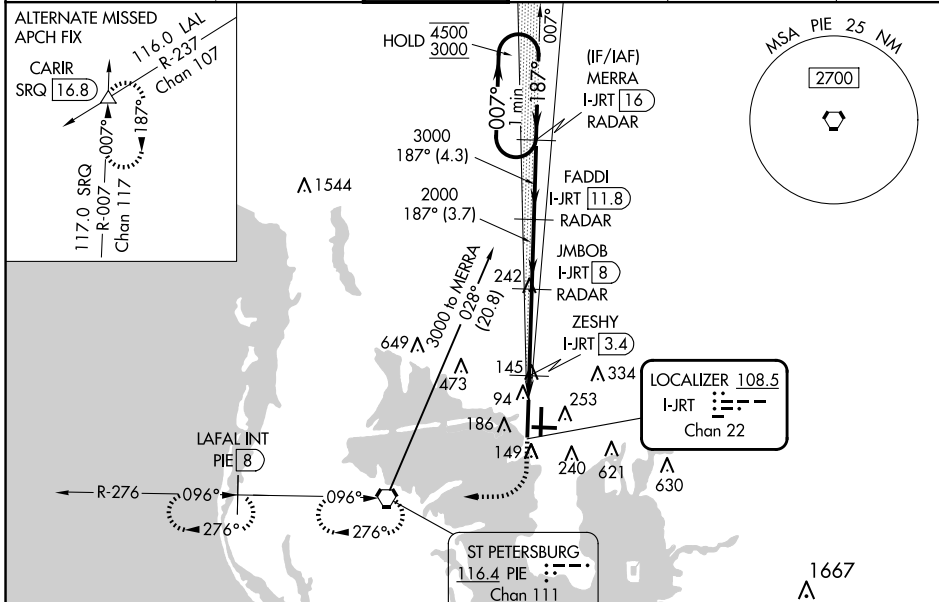 ALTERNATE MISSED
APCH FIX
CARIR
SRQ 16.8
116.0 LAL
R-237
Chan 107
007°
187°
117.0 SRQ
R-007
Chan 117
HOLD 4500
3000
007°
1 min
187°
007°
(IF/IAF)
MERRA
I-JRT 16
RADAR
MSA PIE 25 NM
2700
3000
187° (4.3)
1544
FADDI
I-JRT 11.8
RADAR
2000
187° (3.7)
JMBOB
I-JRT 8
RADAR
242
3000 to MERRA
028°
(20.8)
ZESHY
I-JRT 3.4
649
473
145
334
94
253
186
149
240
621
630
LOCALIZER 108.5
I-JRT
Chan 22
LAFAL INT
PIE 8
R-276
096°
276°
096°
276°
ST PETERSBURG
116.4 PIE
Chan 111
1667